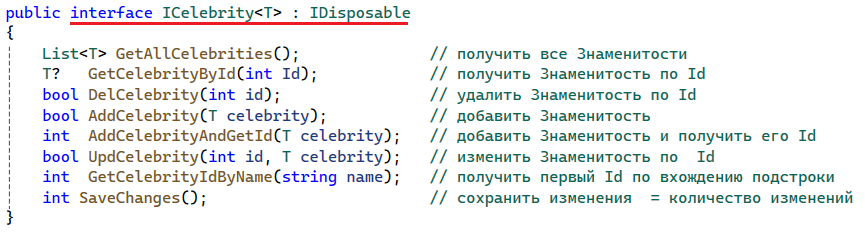 public interface ICelebrity<T> : IDisposable
{
    List<T> GetAllCelebrities();               // получить все Знаменитости
    T?   GetCelebrityById(int Id);             // получить Знаменитость по Id
    bool DelCelebrity(int id);                 // удалить Знаменитость по Id
    bool AddCelebrity(T celebrity);            // добавить Знаменитость
    int  AddCelebrityAndGetId(T celebrity);    // добавить Знаменитость и получить его Id
    bool UpdCelebrity(int id, T celebrity);    // изменить Знаменитость по  Id
    int  GetCelebrityIdByName(string name);    // получить первый Id по вхождению подстроки
    int SaveChanges();                         // сохранить изменения  = количество изменений
}